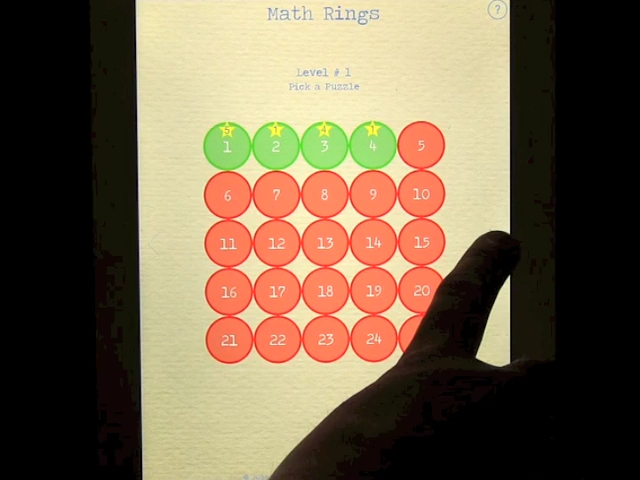 Math Rings
?
Level # 1
Pick a Puzzle
1 2 3 4 5
6 7 8 9 10
11 12 13 14 15
16 17 18 19 20
21 22 23 24